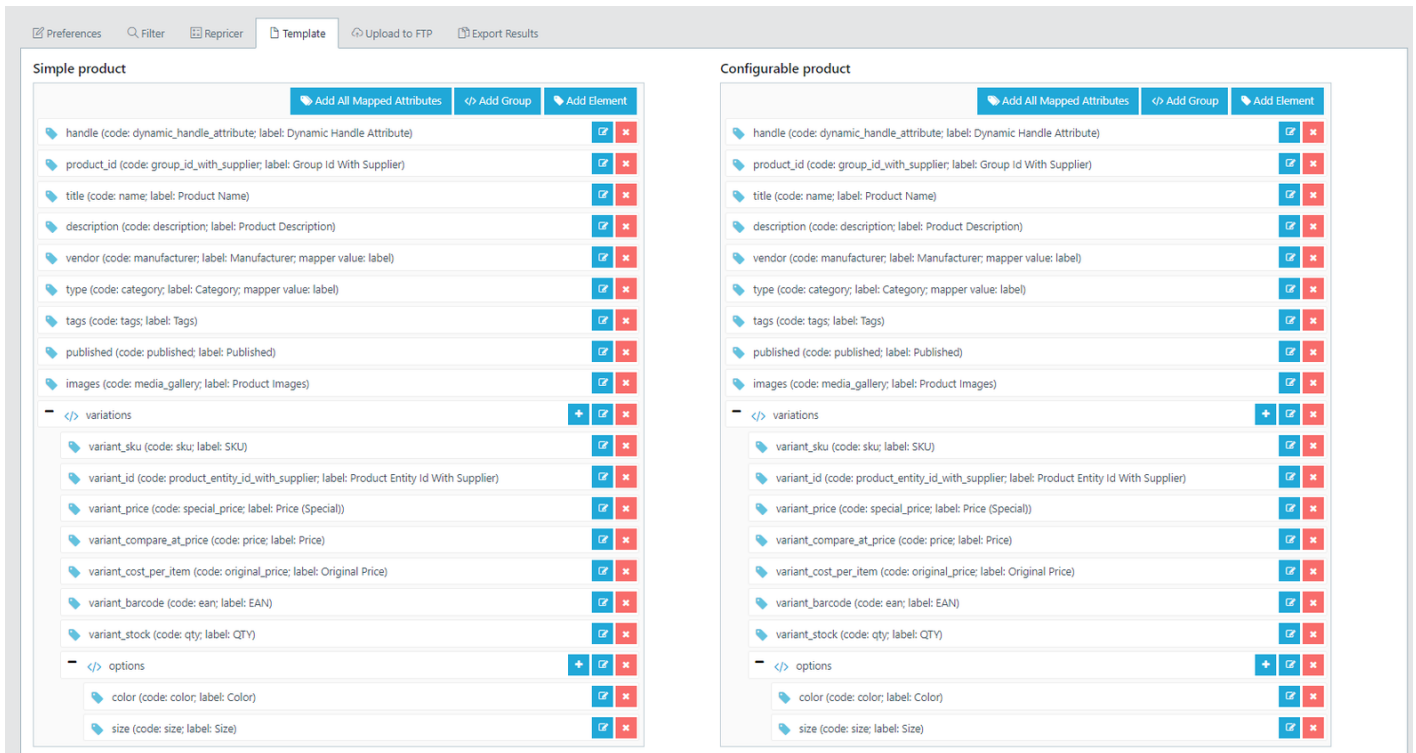 Preferences Filter Repricer Template Upload to FTP Export Results
Simple product
Add All Mapped Attributes </> Add Group Add Element
handle (code: dynamic_handle_attribute; label: Dynamic Handle Attribute)
product_id (code: group_id_with_supplier; label: Group Id With Supplier)
title (code: name; label: Product Name)
description (code: description; label: Product Description)
vendor (code: manufacturer; label: Manufacturer; mapper value: label)
type (code: category; label: Category; mapper value: label)
tags (code: tags; label: Tags)
published (code: published; label: Published)
images (code: media_gallery; label: Product Images)
</> variations
variant_sku (code: sku; label: SKU)
variant_id (code: product_entity_id_with_supplier; label: Product Entity Id With Supplier)
variant_price (code: special_price; label: Price (Special))
variant_compare_at_price (code: price; label: Price)
variant_cost_per_item (code: original_price; label: Original Price)
variant_barcode (code: ean; label: EAN)
variant_stock (code: qty; label: QTY)
</> options
color (code: color; label: Color)
size (code: size; label: Size)
Configurable product
Add All Mapped Attributes </> Add Group Add Element
handle (code: dynamic_handle_attribute; label: Dynamic Handle Attribute)
product_id (code: group_id_with_supplier; label: Group Id With Supplier)
title (code: name; label: Product Name)
description (code: description; label: Product Description)
vendor (code: manufacturer; label: Manufacturer; mapper value: label)
type (code: category; label: Category; mapper value: label)
tags (code: tags; label: Tags)
published (code: published; label: Published)
images (code: media_gallery; label: Product Images)
</> variations
variant_sku (code: sku; label: SKU)
variant_id (code: product_entity_id_with_supplier; label: Product Entity Id With Supplier)
variant_price (code: special_price; label: Price (Special))
variant_compare_at_price (code: price; label: Price)
variant_cost_per_item (code: original_price; label: Original Price)
variant_barcode (code: ean; label: EAN)
variant_stock (code: qty; label: QTY)
</> options
color (code: color; label: Color)
size (code: size; label: Size)